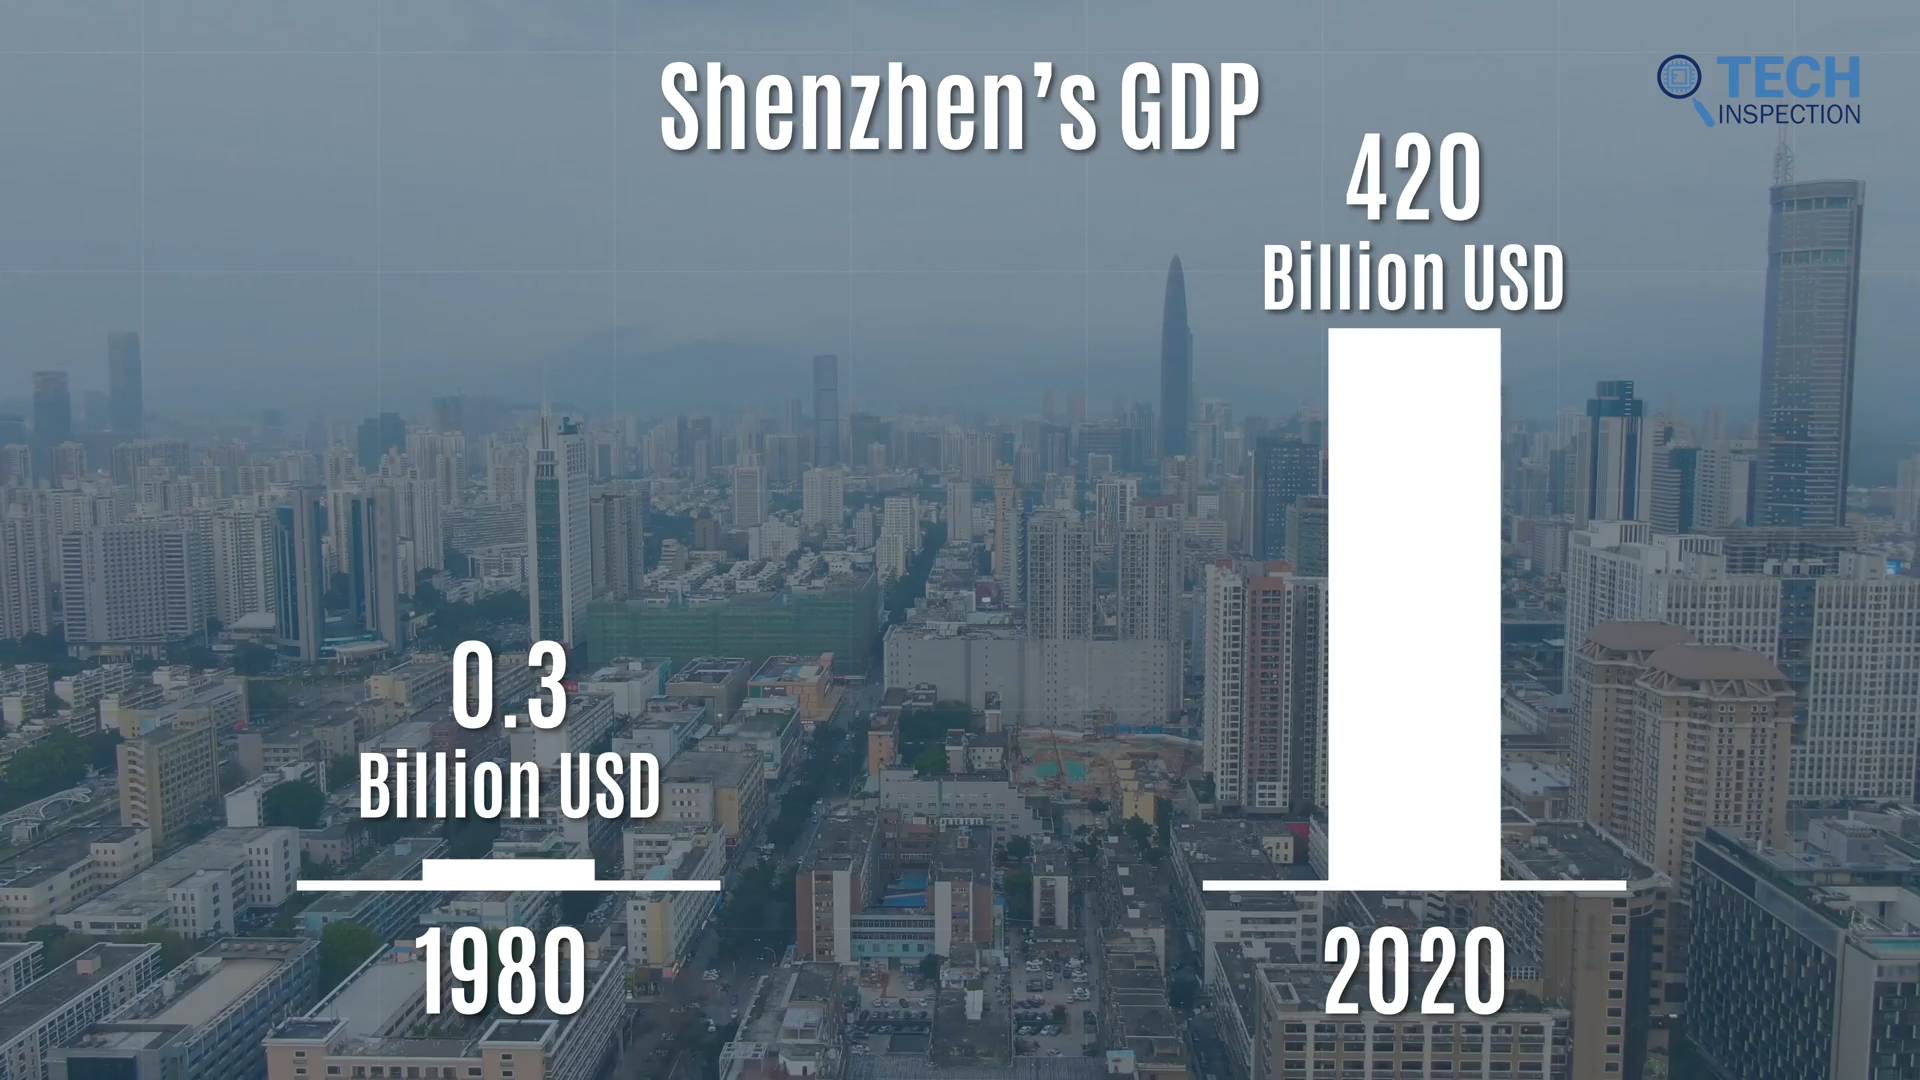 Shenzhen’s GDP
TECH
INSPECTION
420
Billion USD
0.3
Billion USD
1980
2020